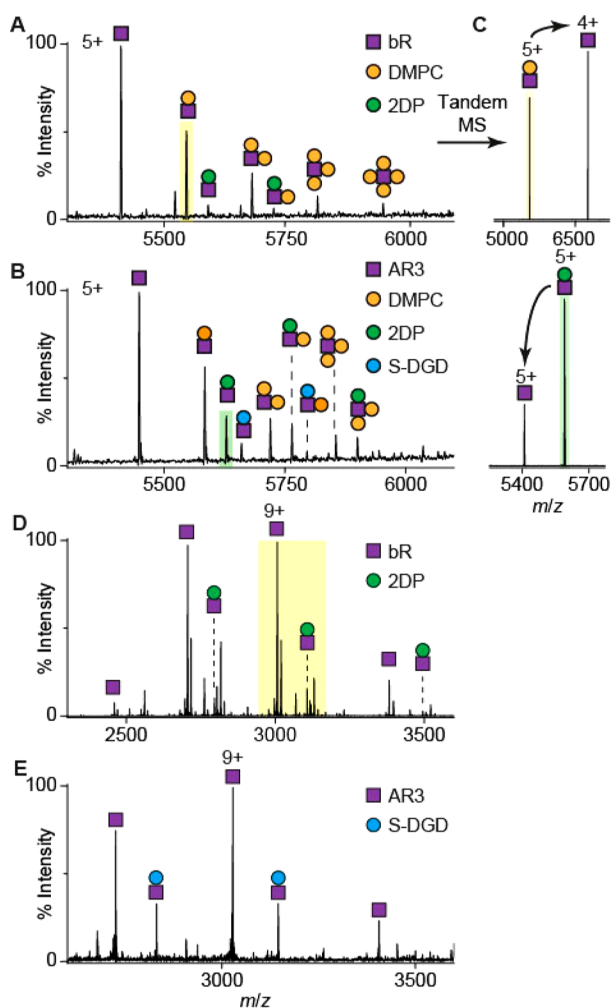 A
100
% Intensity
0
5+
bR
DMPC
2DP
5500
5750
6000
Tandem
MS
C
5+
4+
5000
6500
B
100
% Intensity
0
5+
AR3
DMPC
2DP
S-DGD
5500
5750
6000
5+
5+
5400
5700
m/z
D
100
% Intensity
0
9+
bR
2DP
2500
3000
3500
E
100
% Intensity
0
9+
AR3
S-DGD
3000
3500
m/z